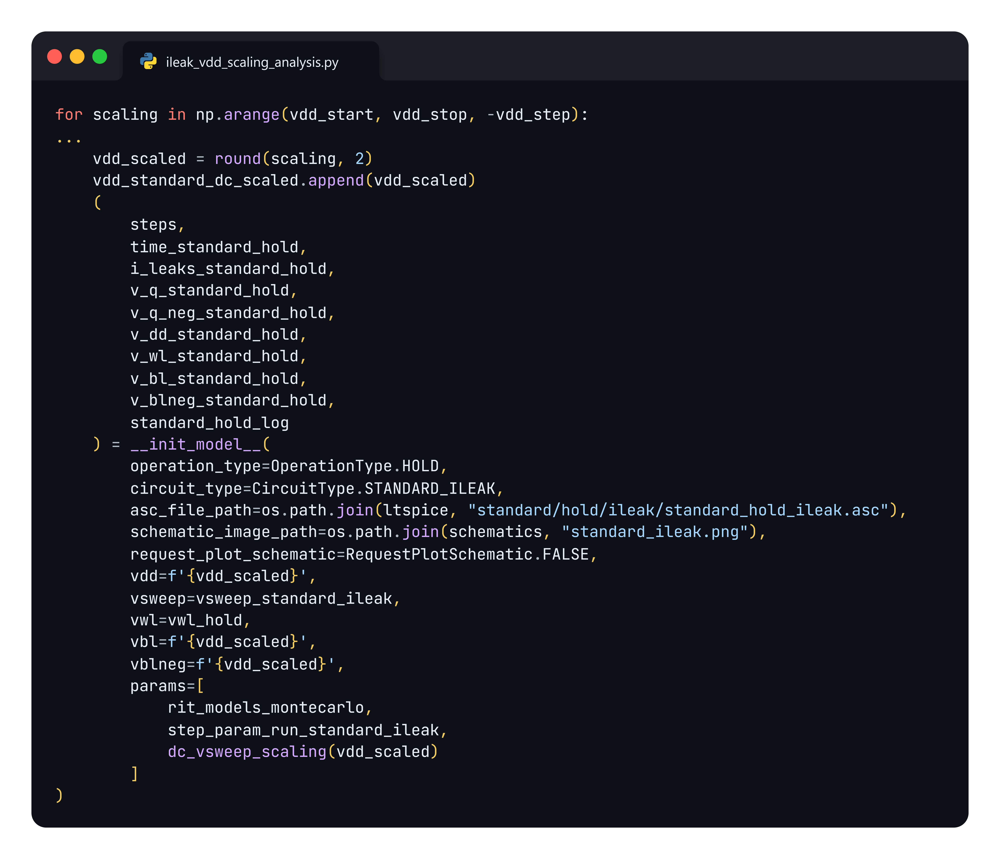 ileak_vdd_scaling_analysis.py
for scaling in np.arange(vdd_start, vdd_stop, -vdd_step):
...
    vdd_scaled = round(scaling, 2)
    vdd_standard_dc_scaled.append(vdd_scaled)
    (
        steps,
        time_standard_hold,
        i_leaks_standard_hold,
        v_q_standard_hold,
        v_q_neg_standard_hold,
        v_dd_standard_hold,
        v_wl_standard_hold,
        v_bl_standard_hold,
        v_blneg_standard_hold,
        standard_hold_log
    ) = __init_model__(
        operation_type=OperationType.HOLD,
        circuit_type=CircuitType.STANDARD_ILEAK,
        asc_file_path=os.path.join(ltspice, "standard/hold/ileak/standard_hold_ileak.asc"),
        schematic_image_path=os.path.join(schematics, "standard_ileak.png"),
        request_plot_schematic=RequestPlotSchematic.FALSE,
        vdd=f'{vdd_scaled}',
        vsweep=vsweep_standard_ileak,
        vwl=vwl_hold,
        vbl=f'{vdd_scaled}',
        vblneg=f'{vdd_scaled}',
        params=[
            rit_models_montecarlo,
            step_param_run_standard_ileak,
            dc_vsweep_scaling(vdd_scaled)
        ]
)